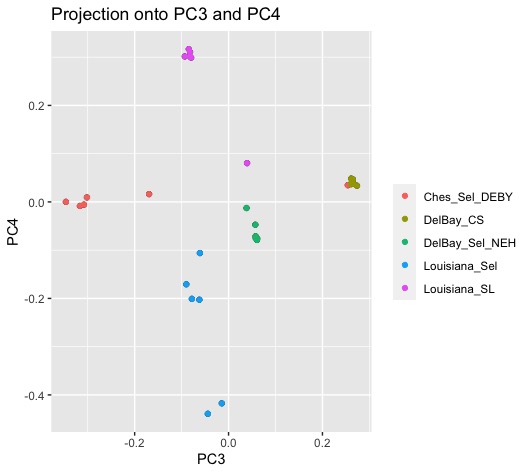 Projection onto PC3 and PC4
0.2
0.0
-0.2
-0.4
PC4
-0.2
0.0
0.2
PC3
Ches_Sel_DEBY
DelBay_CS
DelBay_Sel_NEH
Louisiana_Sel
Louisiana_SL